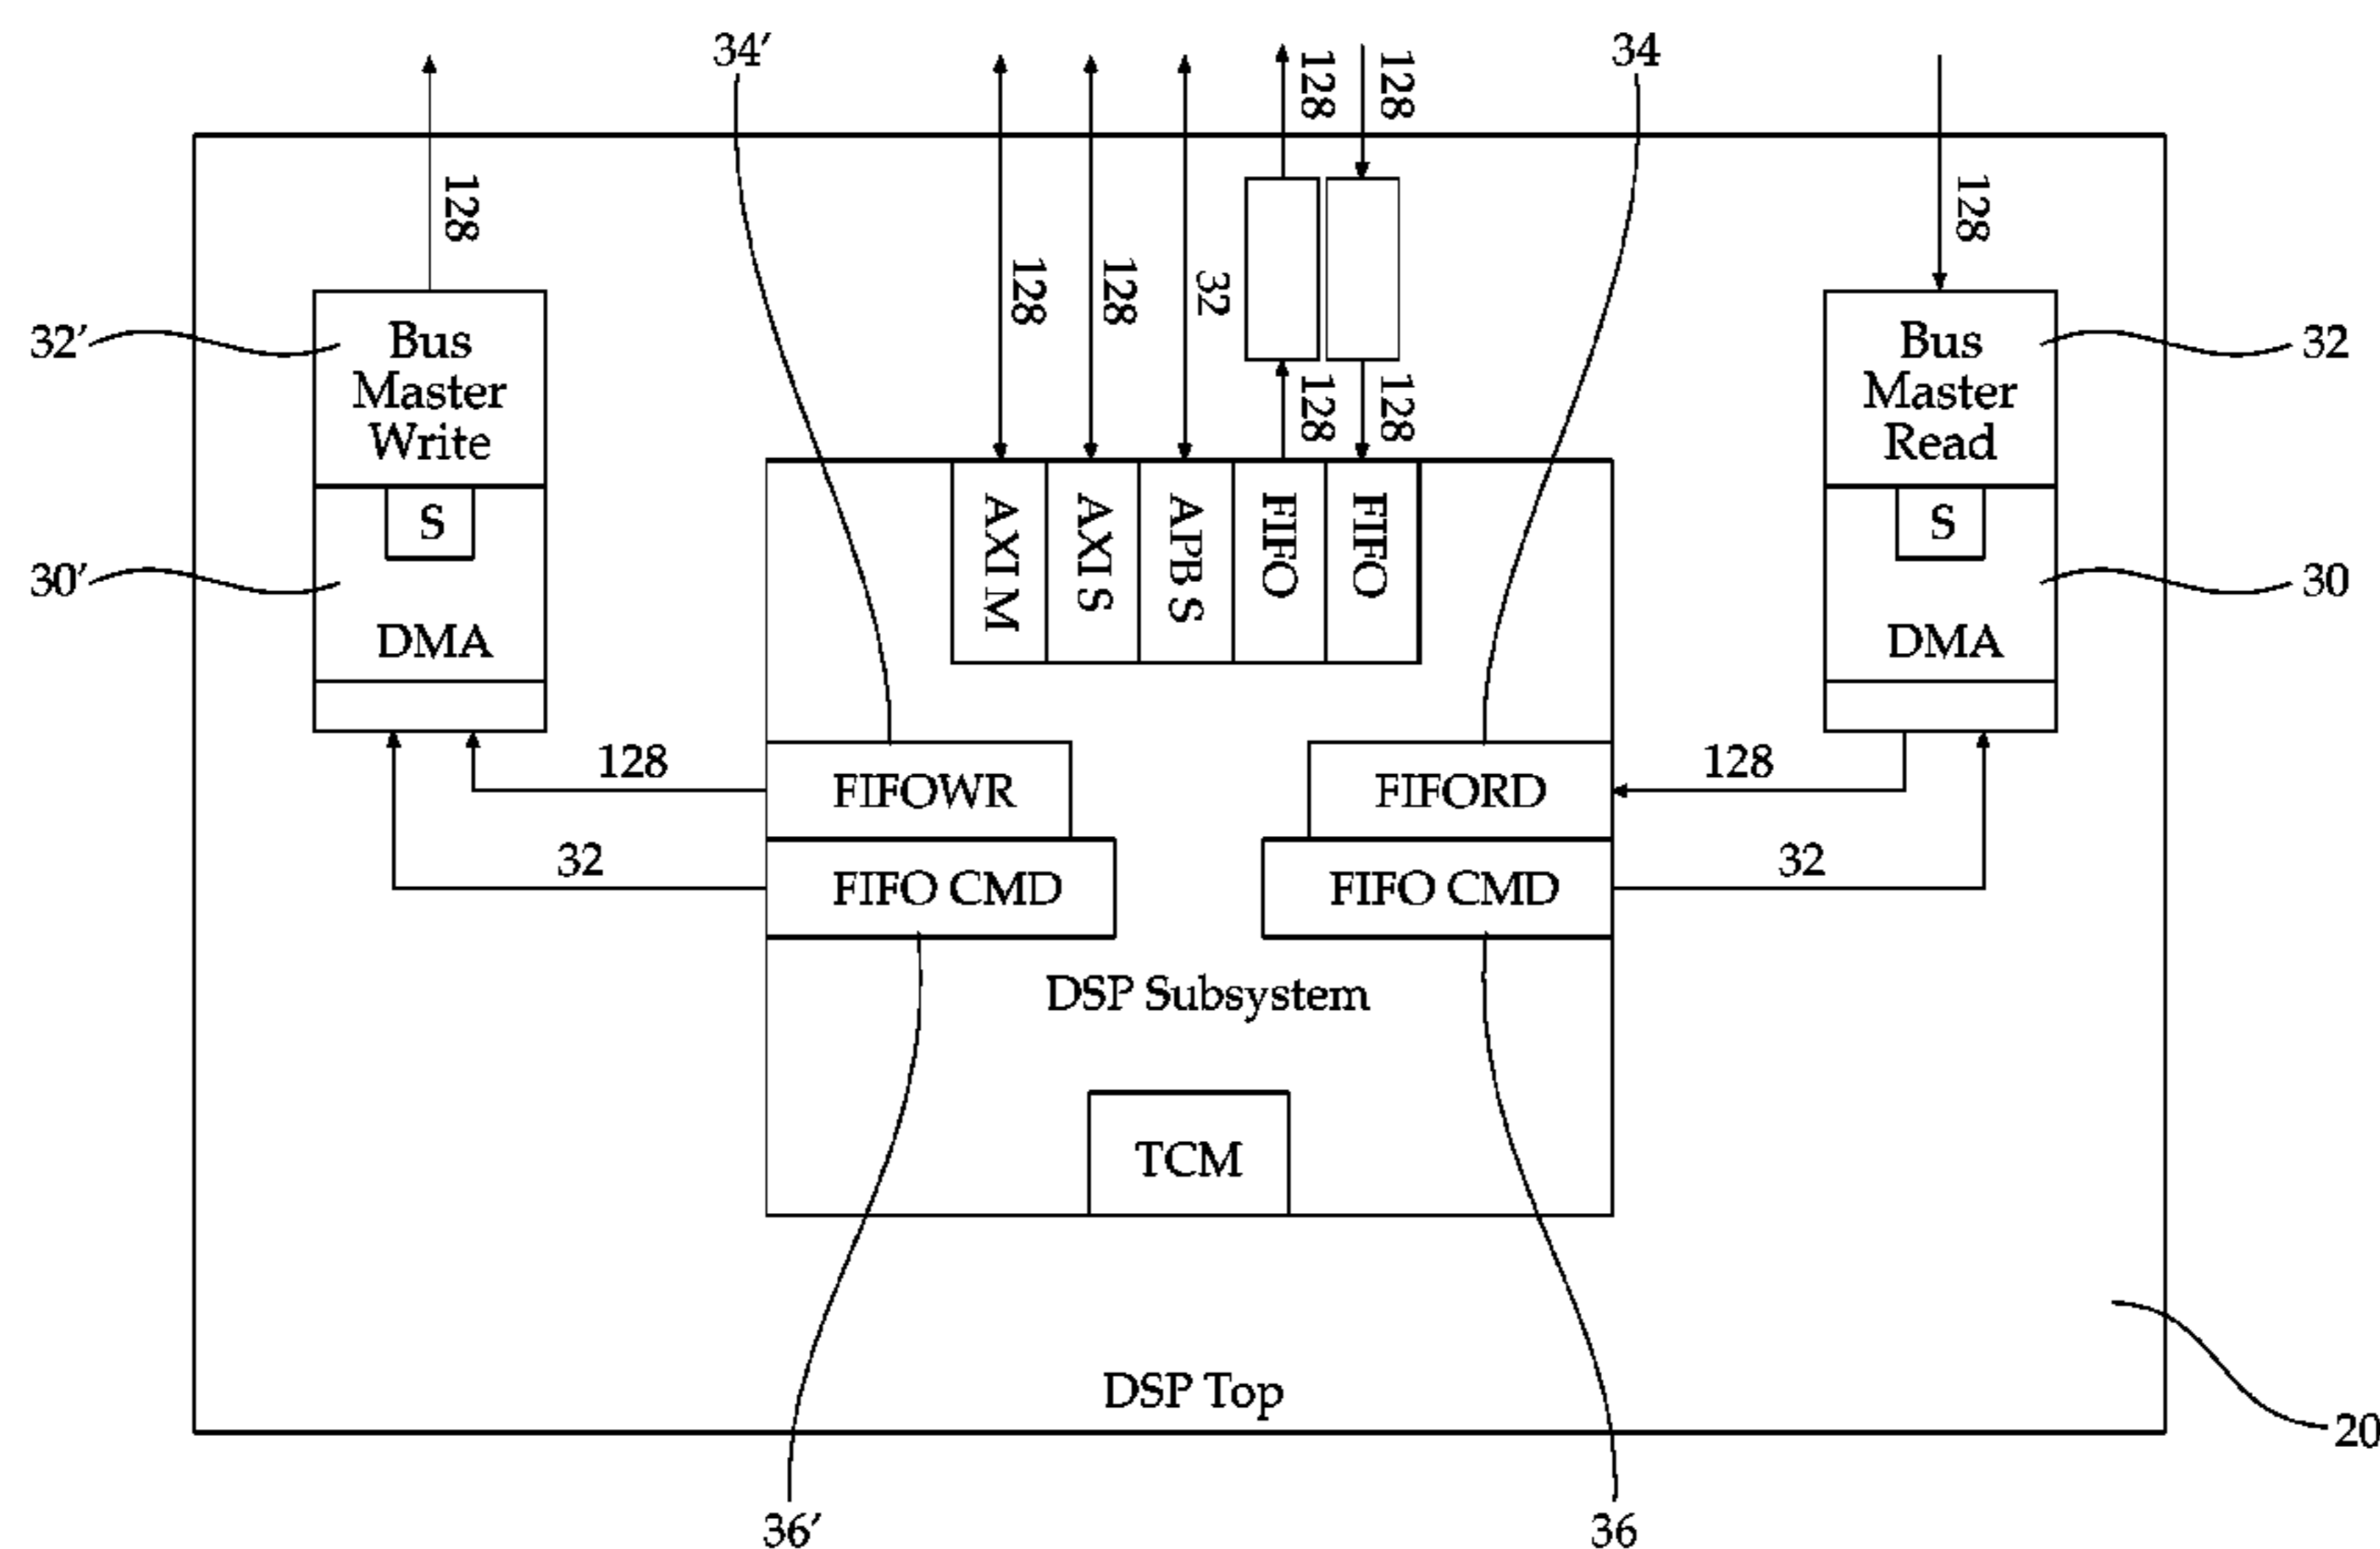 34′
34
128
128
128
128
128
128
32
128
128
32′
Bus
Master
Write
32
Bus
Master
Read
S
S
AXI M
AXI S
APB S
FIFO
FIFO
30′
30
DMA
DMA
128
FIFOWR
FIFORD
128
32
FIFO CMD
FIFO CMD
32
DSP Subsystem
TCM
DSP Top
20
36′
36